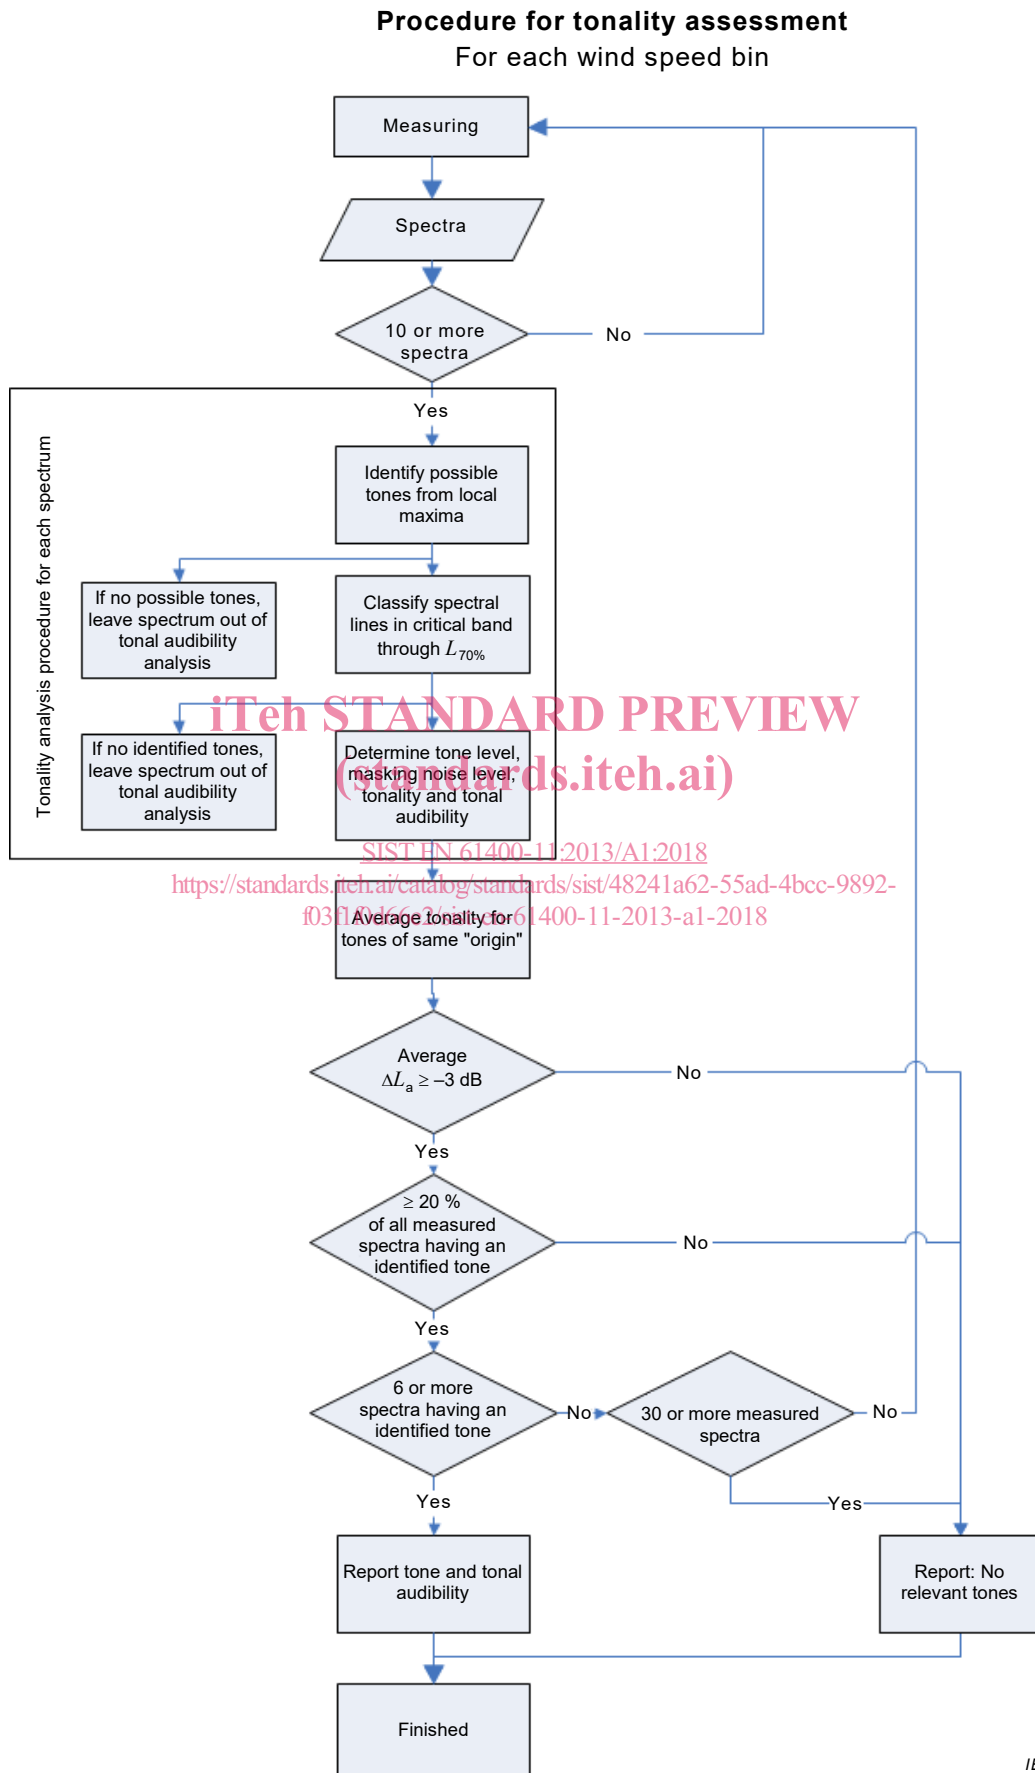 Procedure for tonality assessment
For each wind speed bin
Measuring
Spectra
10 or more
spectra
No
Yes
Tonality analysis procedure for each spectrum
Identify possible
tones from local
maxima
If no possible tones,
leave spectrum out of
tonal audibility
analysis
Classify spectral
lines in critical band
through L70%
iTeh STANDARD PREVIEW
(standards.iteh.ai)
If no identified tones,
leave spectrum out of
tonal audibility
analysis
Determine tone level,
masking noise level,
tonality and tonal
audibility
SIST EN 61400-11:2013/A1:2018
https://standards.iteh.ai/catalog/standards/sist/48241a62-55ad-4bcc-9892-
Average tonality for
tones of same "origin"
Average
ΔLa ≥ –3 dB
No
Yes
≥ 20 %
of all measured
spectra having an
identified tone
No
Yes
6 or more
spectra having an
identified tone
No
30 or more measured
spectra
No
Yes
Yes
Report tone and tonal
audibility
Report: No
relevant tones
Finished